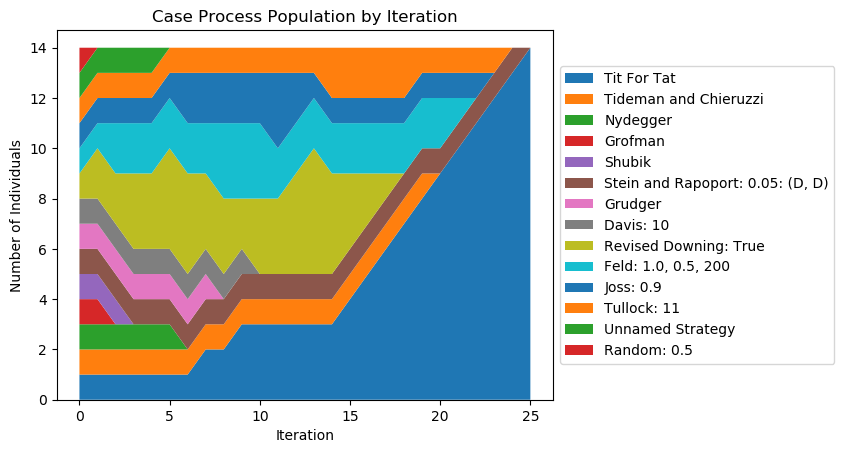 Case Process Population by Iteration
14
12
10
8
6
4
2
0
Number of Individuals
0 5 10 15 20 25
Iteration
Tit For Tat
Tideman and Chieruzzi
Nydegger
Grofman
Shubik
Stein and Rapoport: 0.05: (D, D)
Grudger
Davis: 10
Revised Downing: True
Feld: 1.0, 0.5, 200
Joss: 0.9
Tullock: 11
Unnamed Strategy
Random: 0.5